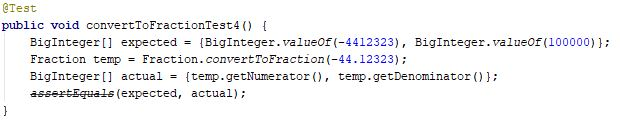 @Test
public void convertToFractionTest4() {
    BigInteger[] expected = {BigInteger.valueOf(-4412323), BigInteger.valueOf(100000)};
    Fraction temp = Fraction.convertToFraction(-44.12323);
    BigInteger[] actual = {temp.getNumerator(), temp.getDenominator()};
    assertEquals(expected, actual);
}